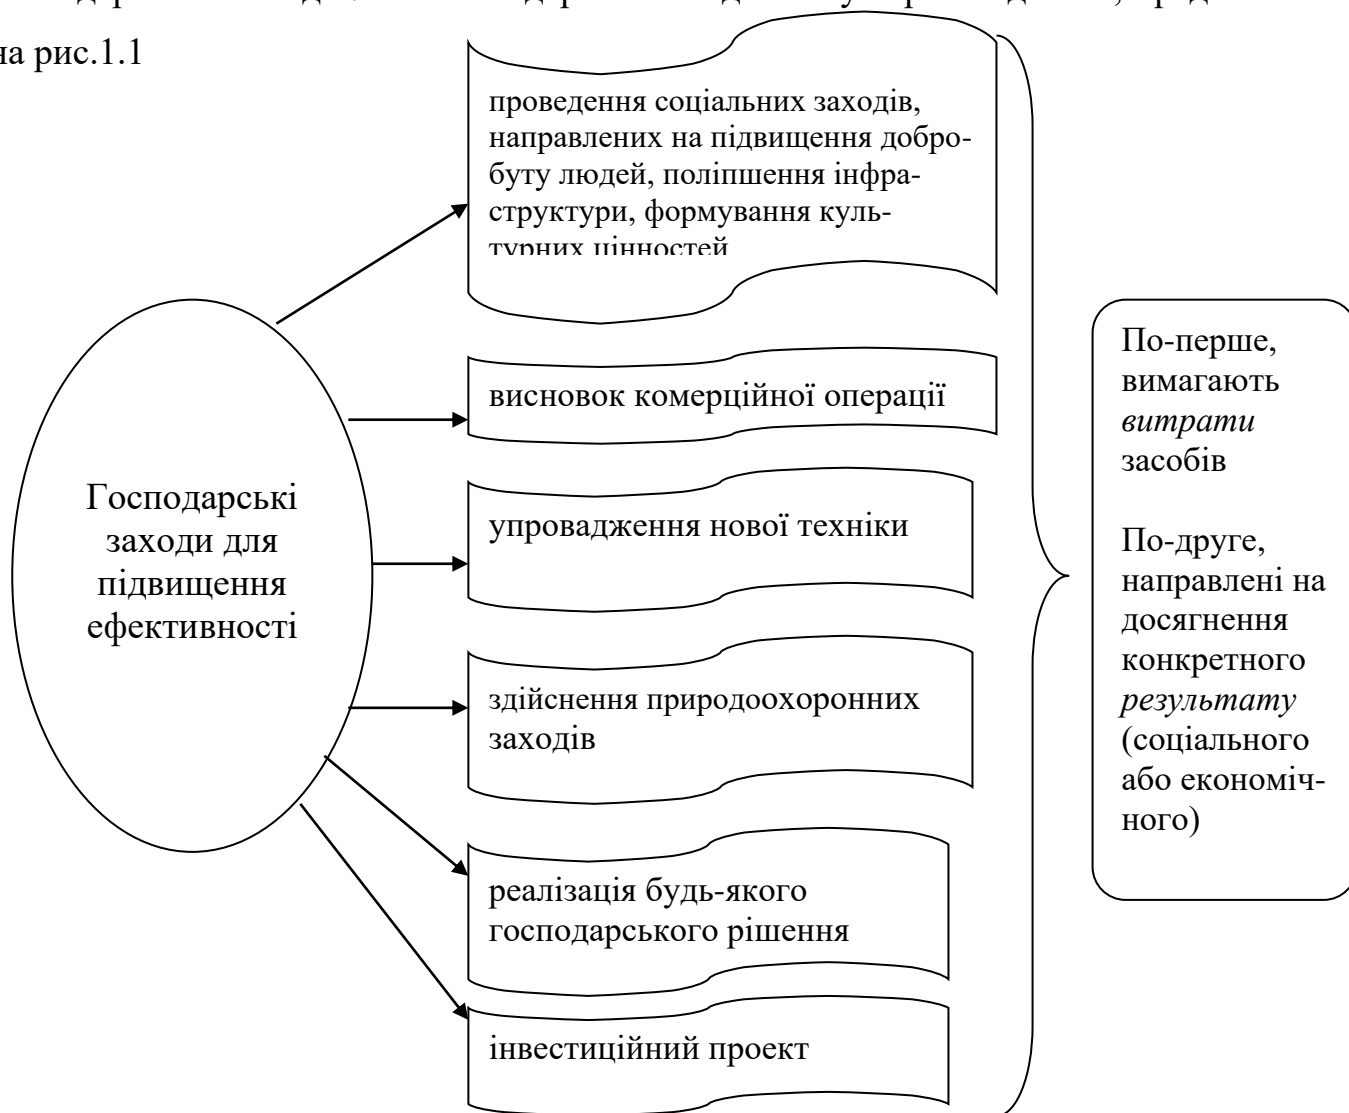 на рис.1.1
проведення соціальних заходів,
направлених на підвищення добро-
буту людей, поліпшення інфра-
структури, формування куль-
турних цінностей
висновок комерційної операції
упровадження нової техніки
здійснення природоохоронних
заходів
реалізація будь-якого
господарського рішення
інвестиційний проект
Господарські
заходи для
підвищення
ефективності
По-перше,
вимагають
витрати
засобів
По-друге,
направлені на
досягнення
конкретного
результату
(соціального
або економіч-
ного)